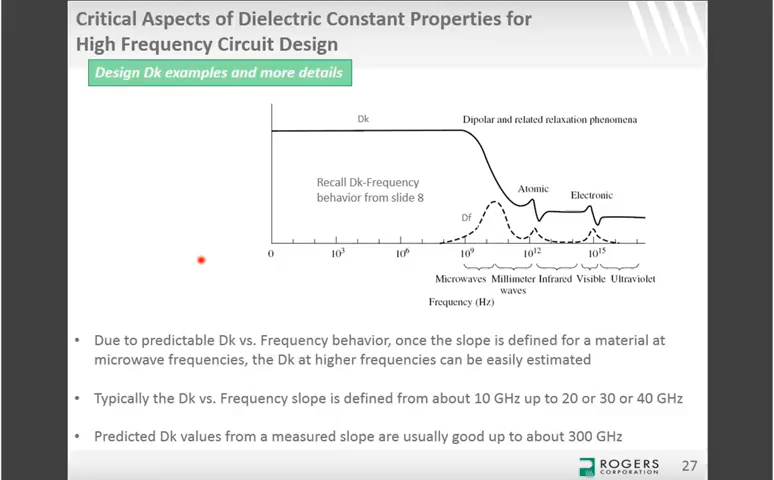 Critical Aspects of Dielectric Constant Properties for
High Frequency Circuit Design
Design Dk examples and more details
Dk
Dipolar and related relaxation phenomena
Recall Dk-Frequency
behavior from slide 8
Atomic
Electronic
Df
0 10³ 10⁶ 10⁹ 10¹² 10¹⁵
Microwaves Millimeter Infrared Visible Ultraviolet
waves
Frequency (Hz)
• Due to predictable Dk vs. Frequency behavior, once the slope is defined for a material at
microwave frequencies, the Dk at higher frequencies can be easily estimated
• Typically the Dk vs. Frequency slope is defined from about 10 GHz up to 20 or 30 or 40 GHz
• Predicted Dk values from a measured slope are usually good up to about 300 GHz
ROGERS
CORPORATION
27